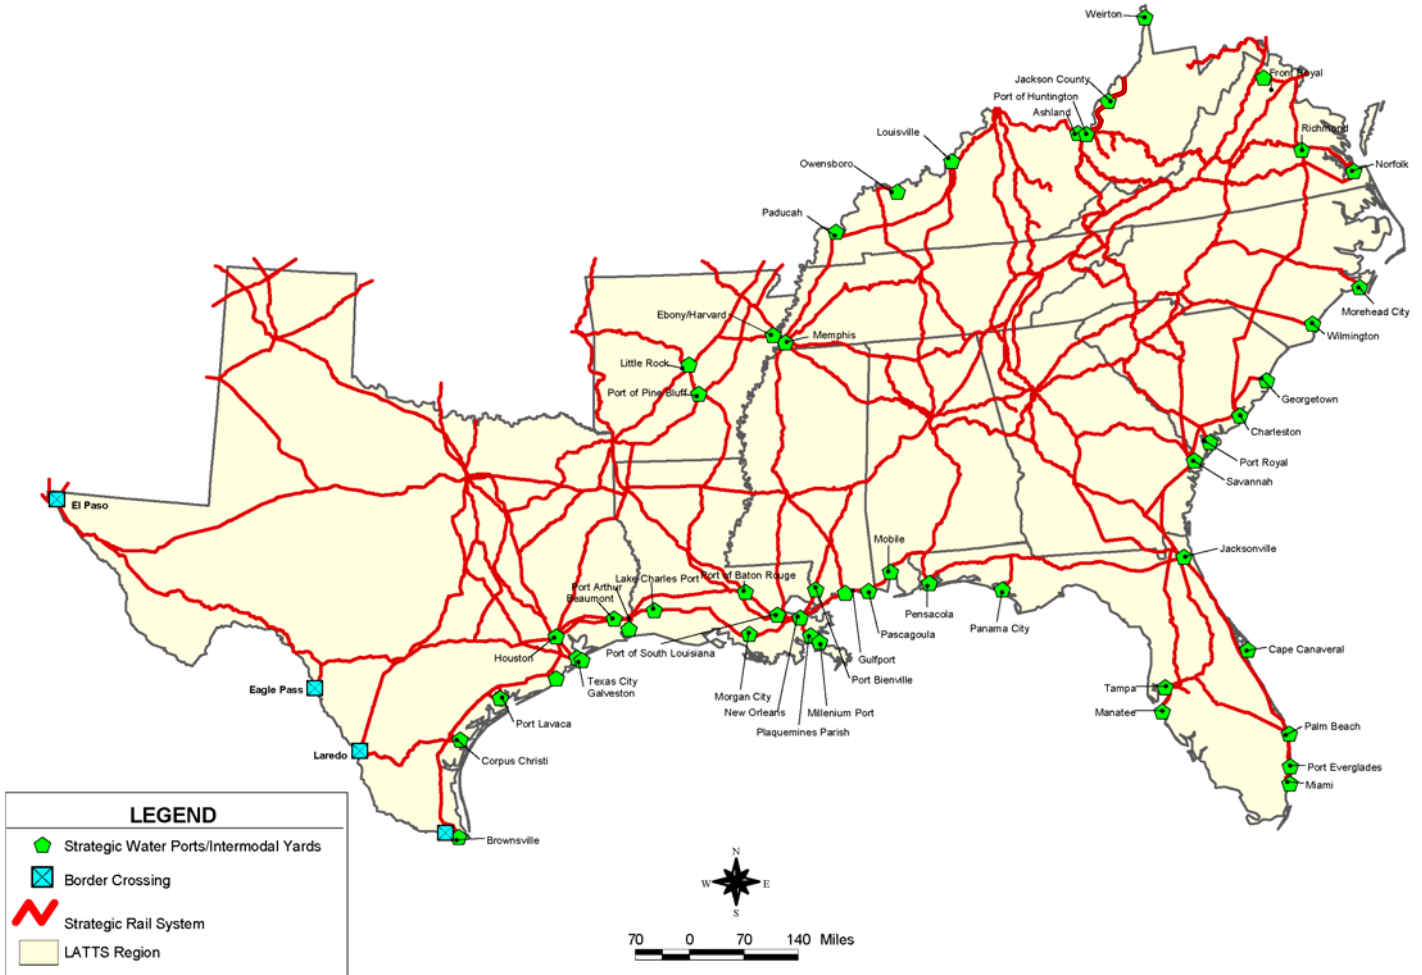 Weirton
Front Royal
Jackson County
Port of Huntington
Ashland
Richmond
Louisville
Owensboro
Norfolk
Paducah
Morehead City
Ebony/Harvard
Memphis
Wilmington
Little Rock
Port of Pine Bluff
Georgetown
Charleston
Port Royal
Savannah
El Paso
Mobile
Jacksonville
Lake Charles Port
Port of Baton Rouge
Port Arthur
Beaumont
Pensacola
Panama City
Pascagoula
Houston
Port of South Louisiana
Gulfport
Cape Canaveral
Texas City
Galveston
Port Bienville
Eagle Pass
Tampa
Morgan City
New Orleans
Millenium Port
Manatee
Port Lavaca
Plaquemines Parish
Palm Beach
Laredo
Corpus Christi
Port Everglades
Miami
Brownsville
LEGEND
Strategic Water Ports/Intermodal Yards
Border Crossing
Strategic Rail System
LATTS Region
N
W E
S
70 0 70 140 Miles